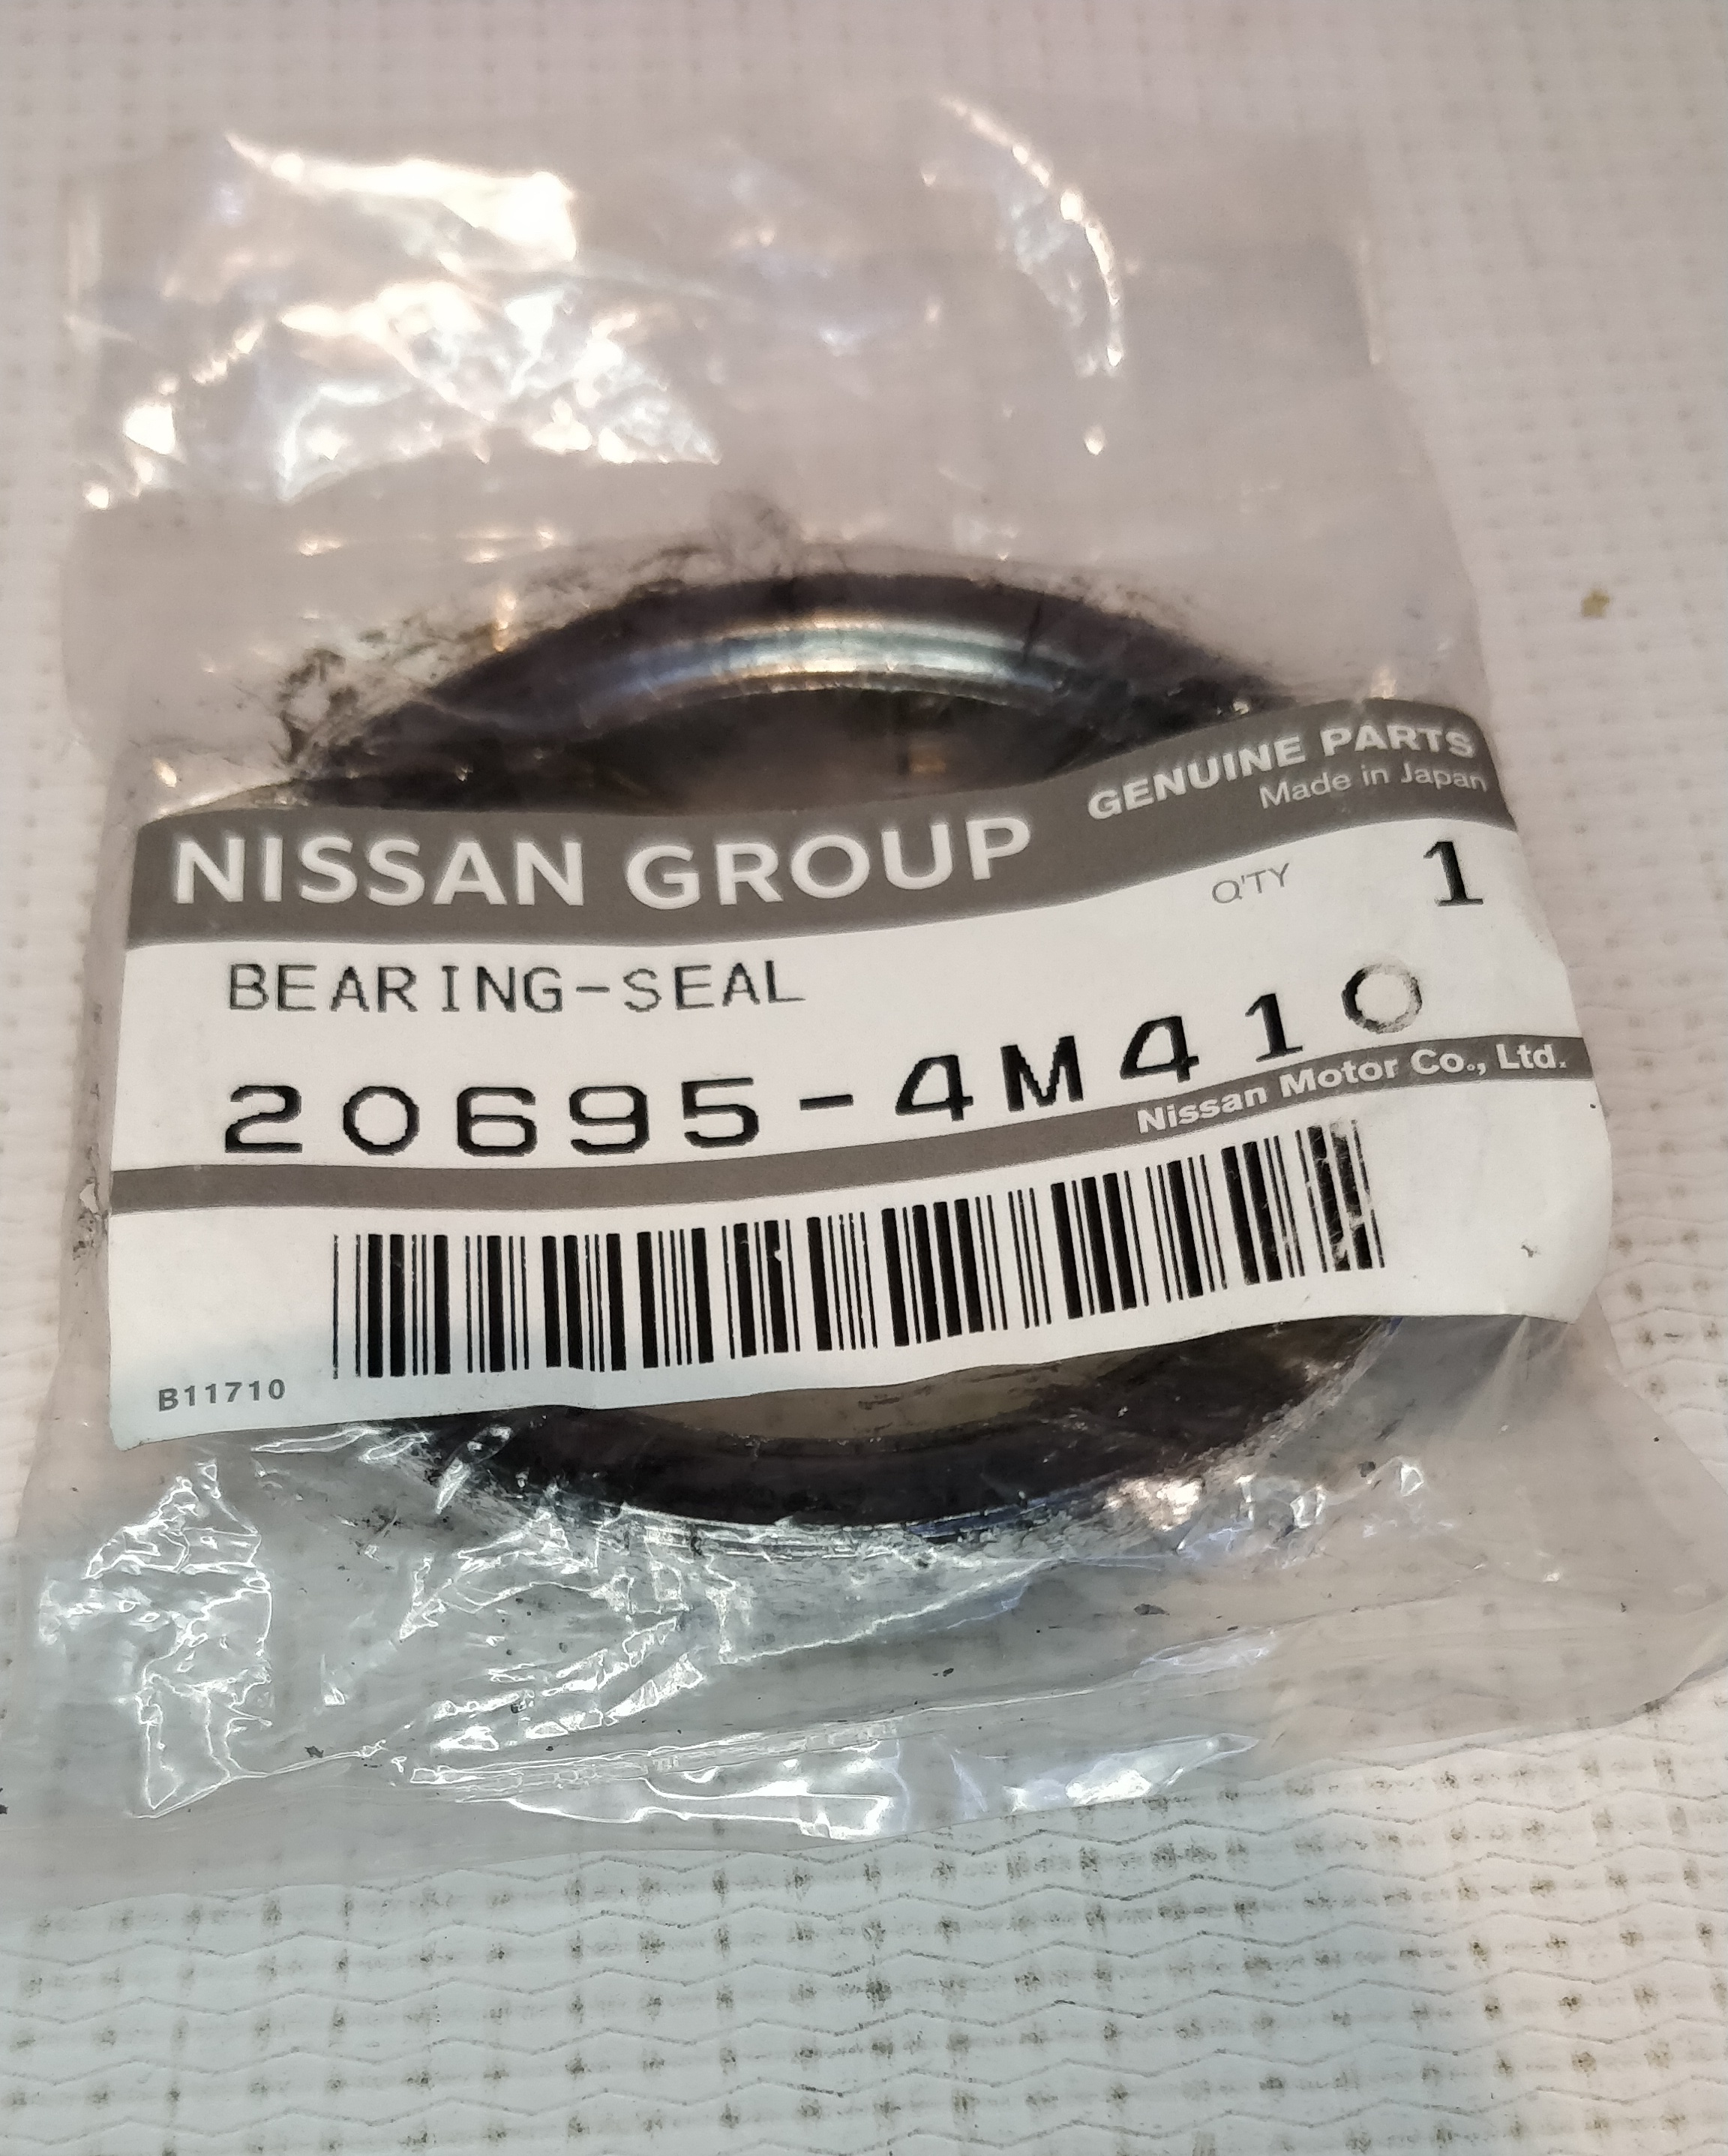 NISSAN GROUP
GENUINE PARTS
Made in Japan
Q'TY 1
BEARING-SEAL
20695-4M410
Nissan Motor Co., Ltd.
B11710